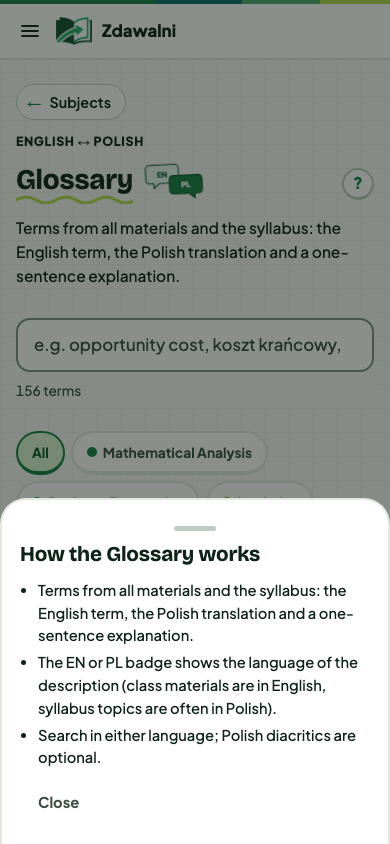 Zdawalni
← Subjects
ENGLISH ↔ POLISH
Glossary
EN
PL
?
Terms from all materials and the syllabus: the
English term, the Polish translation and a one-
sentence explanation.
e.g. opportunity cost, koszt krańcowy,
156 terms
All
Mathematical Analysis
How the Glossary works
• Terms from all materials and the syllabus: the
English term, the Polish translation and a one-
sentence explanation.
• The EN or PL badge shows the language of the
description (class materials are in English,
syllabus topics are often in Polish).
• Search in either language; Polish diacritics are
optional.
Close